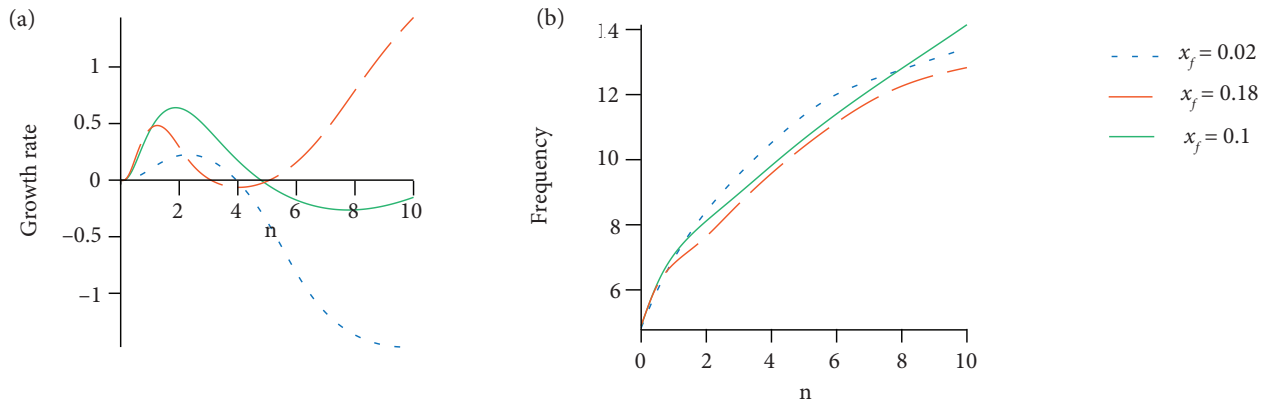 (a)
1
0.5
0
−0.5
−1
2
4
6
8
10
n
Growth rate
(b)
14
12
10
8
6
0
2
4
6
8
10
n
Frequency
x_f = 0.02
x_f = 0.18
x_f = 0.1